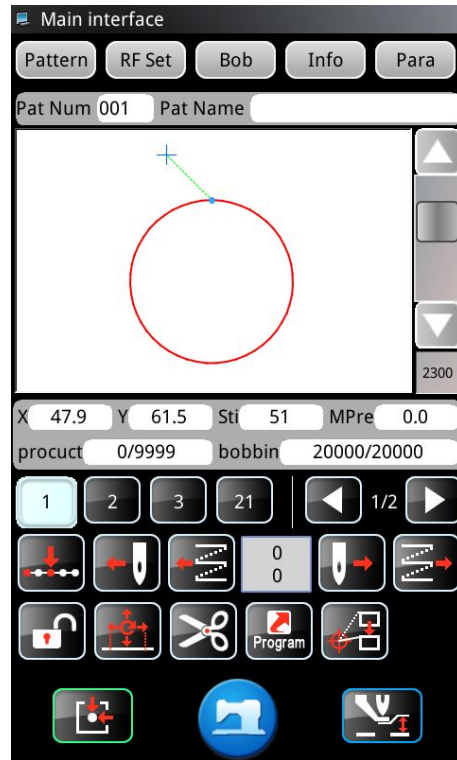 Main interface
Pattern RF Set Bob Info Para
Pat Num 001 Pat Name
2300
X 47.9 Y 61.5 Sti 51 MPre 0.0
procuct 0/9999 bobbin 20000/20000
1 2 3 21 1/2
0
0
Program